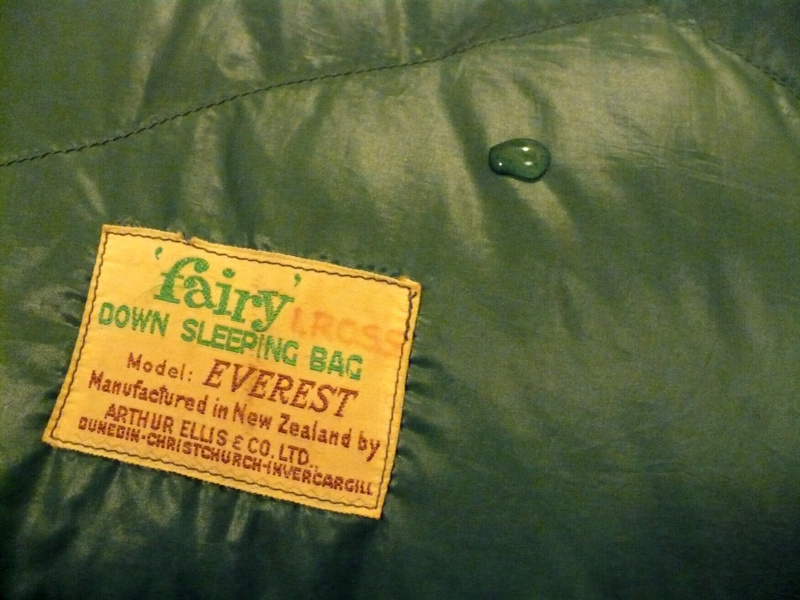 'fairy'
I.ROSS
DOWN SLEEPING BAG
Model: EVEREST
Manufactured in New Zealand by
ARTHUR ELLIS & CO. LTD.
DUNEDIN-CHRISTCHURCH-INVERCARGILL